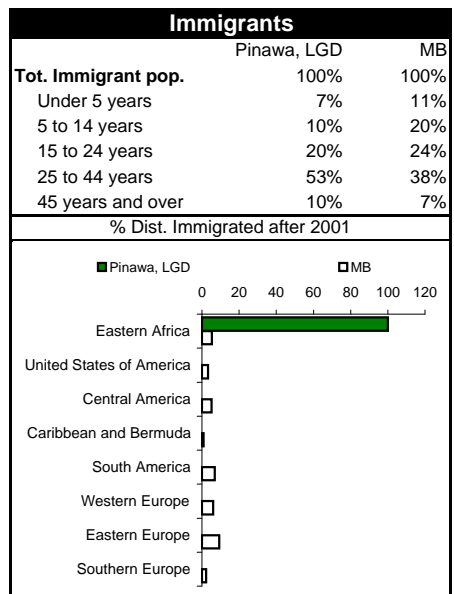 Immigrants
Pinawa, LGD MB
Tot. Immigrant pop. 100% 100%
Under 5 years 7% 11%
5 to 14 years 10% 20%
15 to 24 years 20% 24%
25 to 44 years 53% 38%
45 years and over 10% 7%
% Dist. Immigrated after 2001
Pinawa, LGD MB
0 20 40 60 80 100 120
Eastern Africa
United States of America
Central America
Caribbean and Bermuda
South America
Western Europe
Eastern Europe
Southern Europe